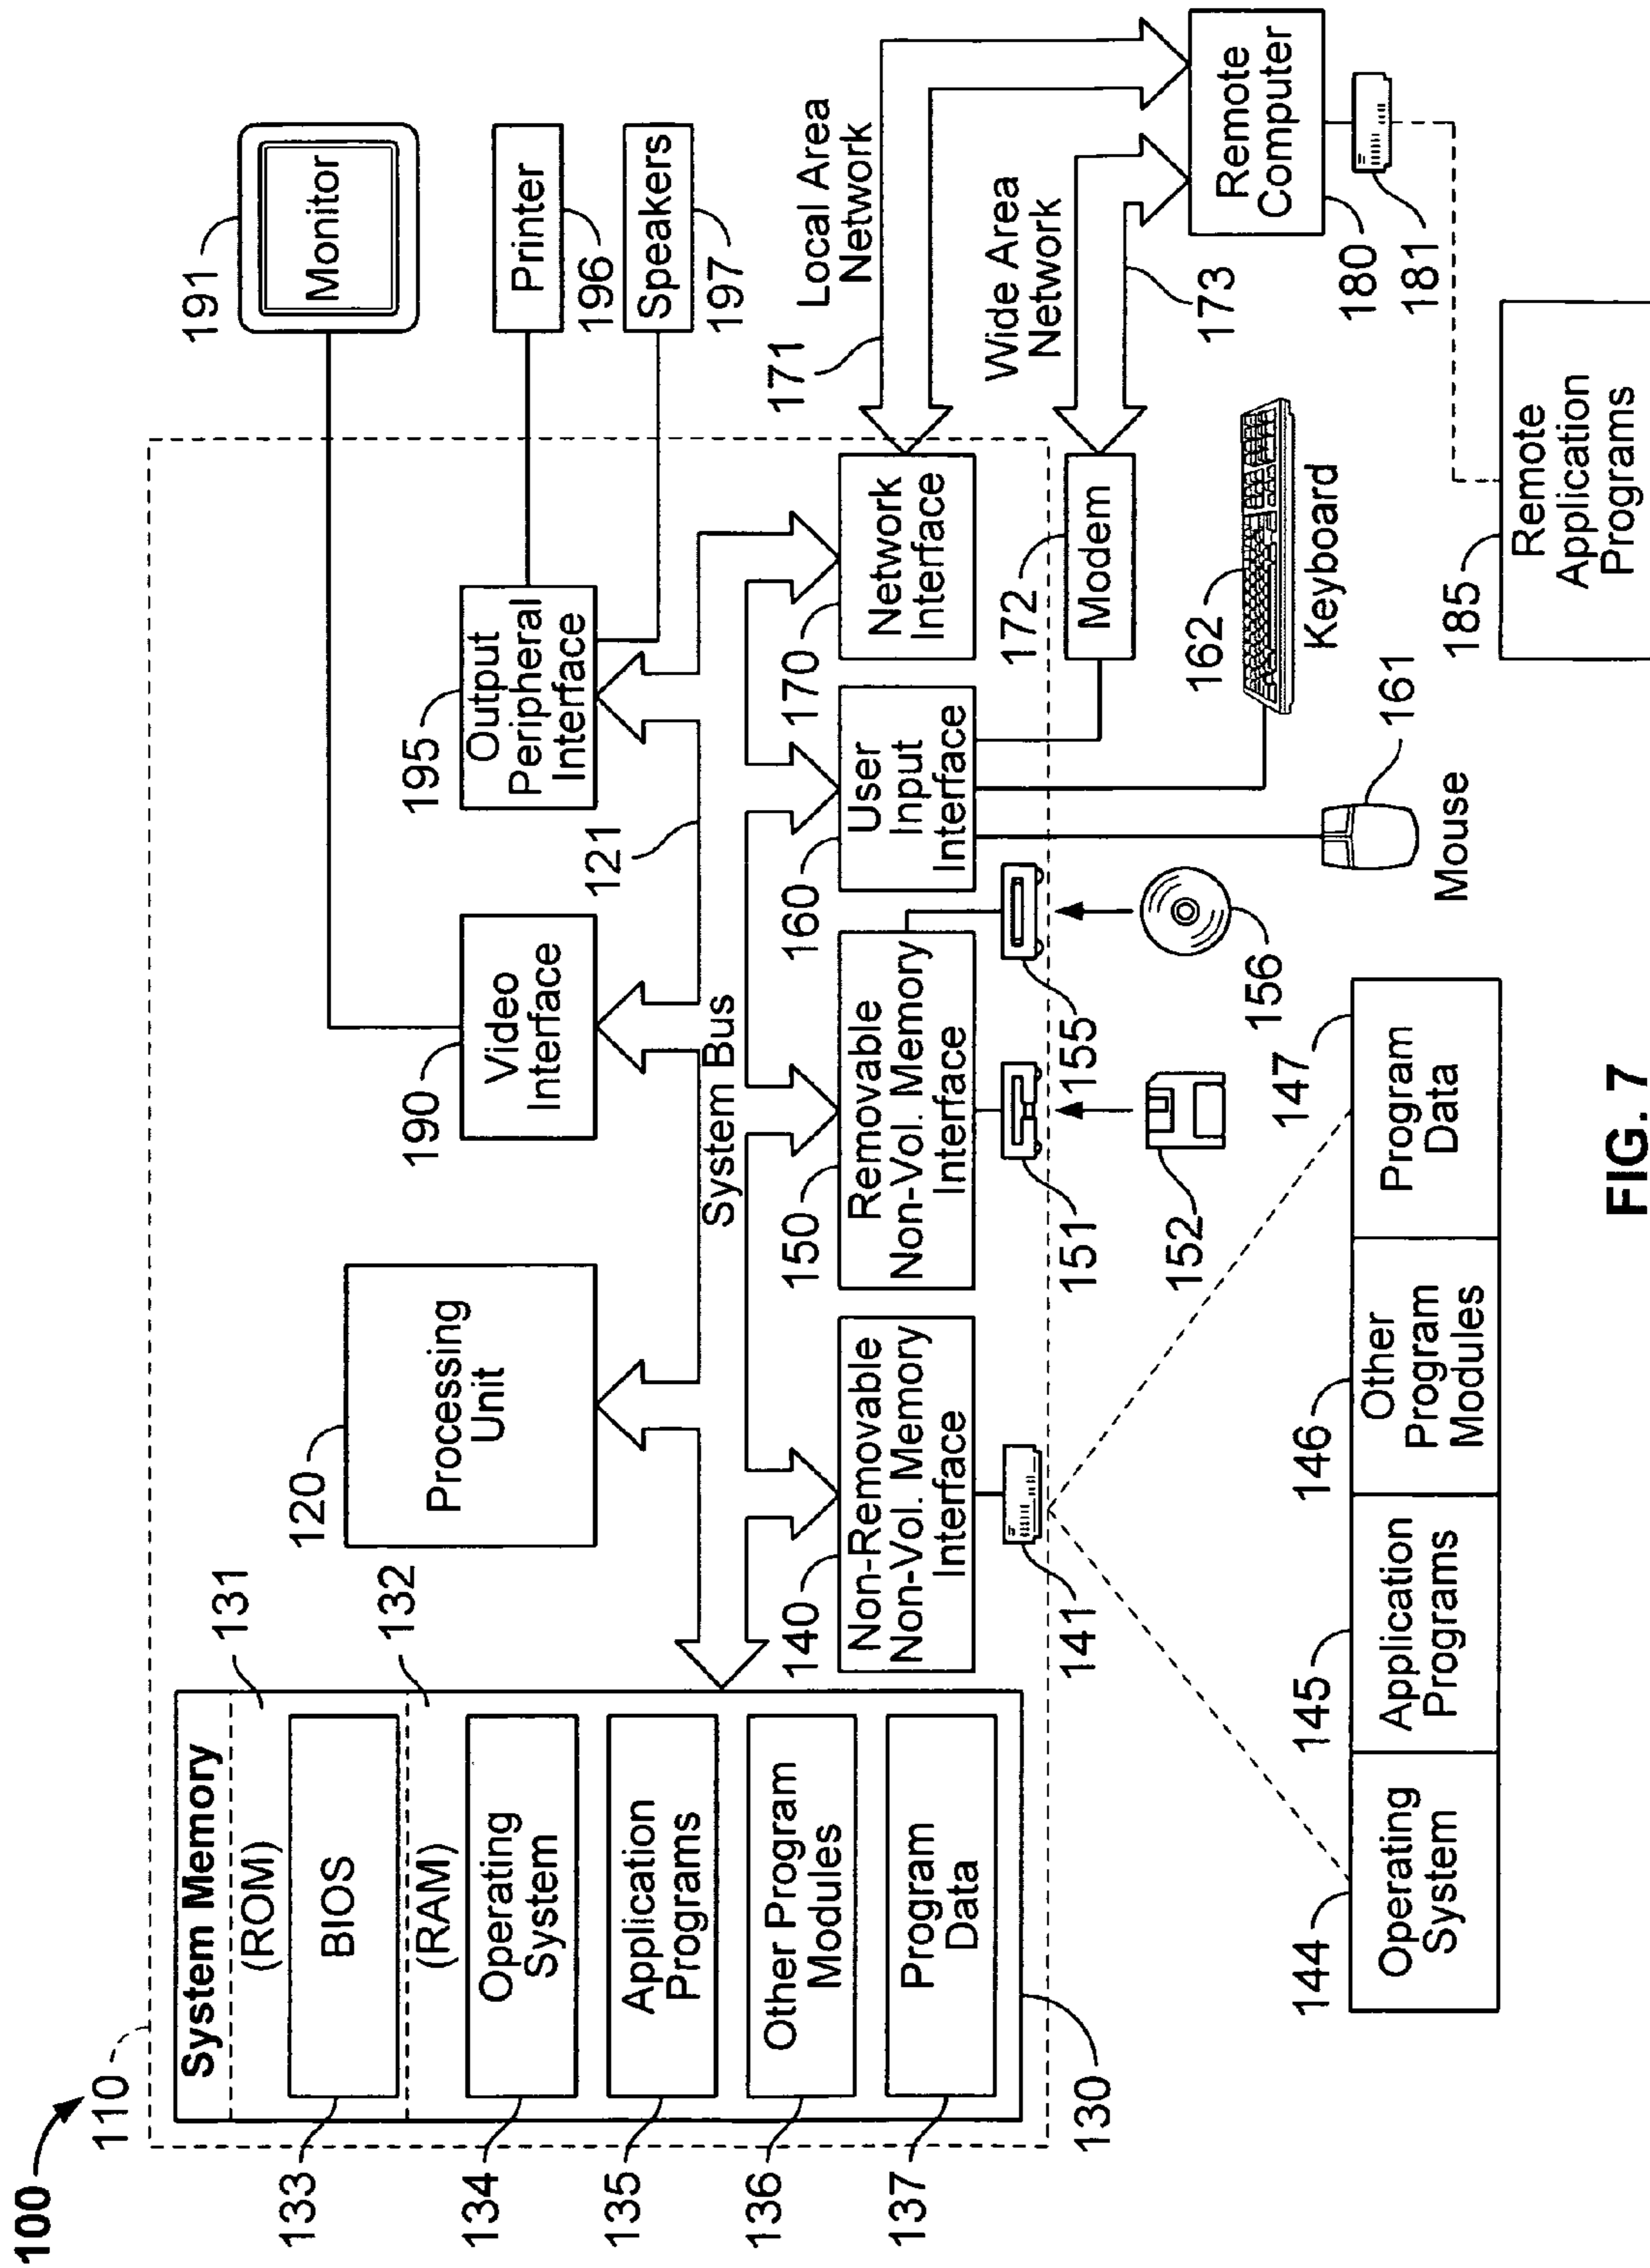 100
110
System Memory
(ROM)
131
133
BIOS
(RAM)
132
134
Operating
System
135
Application
Programs
136
Other Program
Modules
137
Program
Data
130
120
Processing
Unit
190
Video
Interface
195
Output
Peripheral
Interface
191
Monitor
Printer
196
Speakers
197
121
System Bus
140
Non-Removable
Non-Vol. Memory
Interface
150
Removable
Non-Vol. Memory
Interface
160
User
Input
Interface
170
Network
Interface
171
Local Area
Network
141
151
155
172
Modem
Wide Area
Network
173
152
156
162
Keyboard
161
Mouse
Remote
Computer
180
181
144
Operating
System
145
Application
Programs
146
Other
Program
Modules
147
Program
Data
185
Remote
Application
Programs
FIG. 7